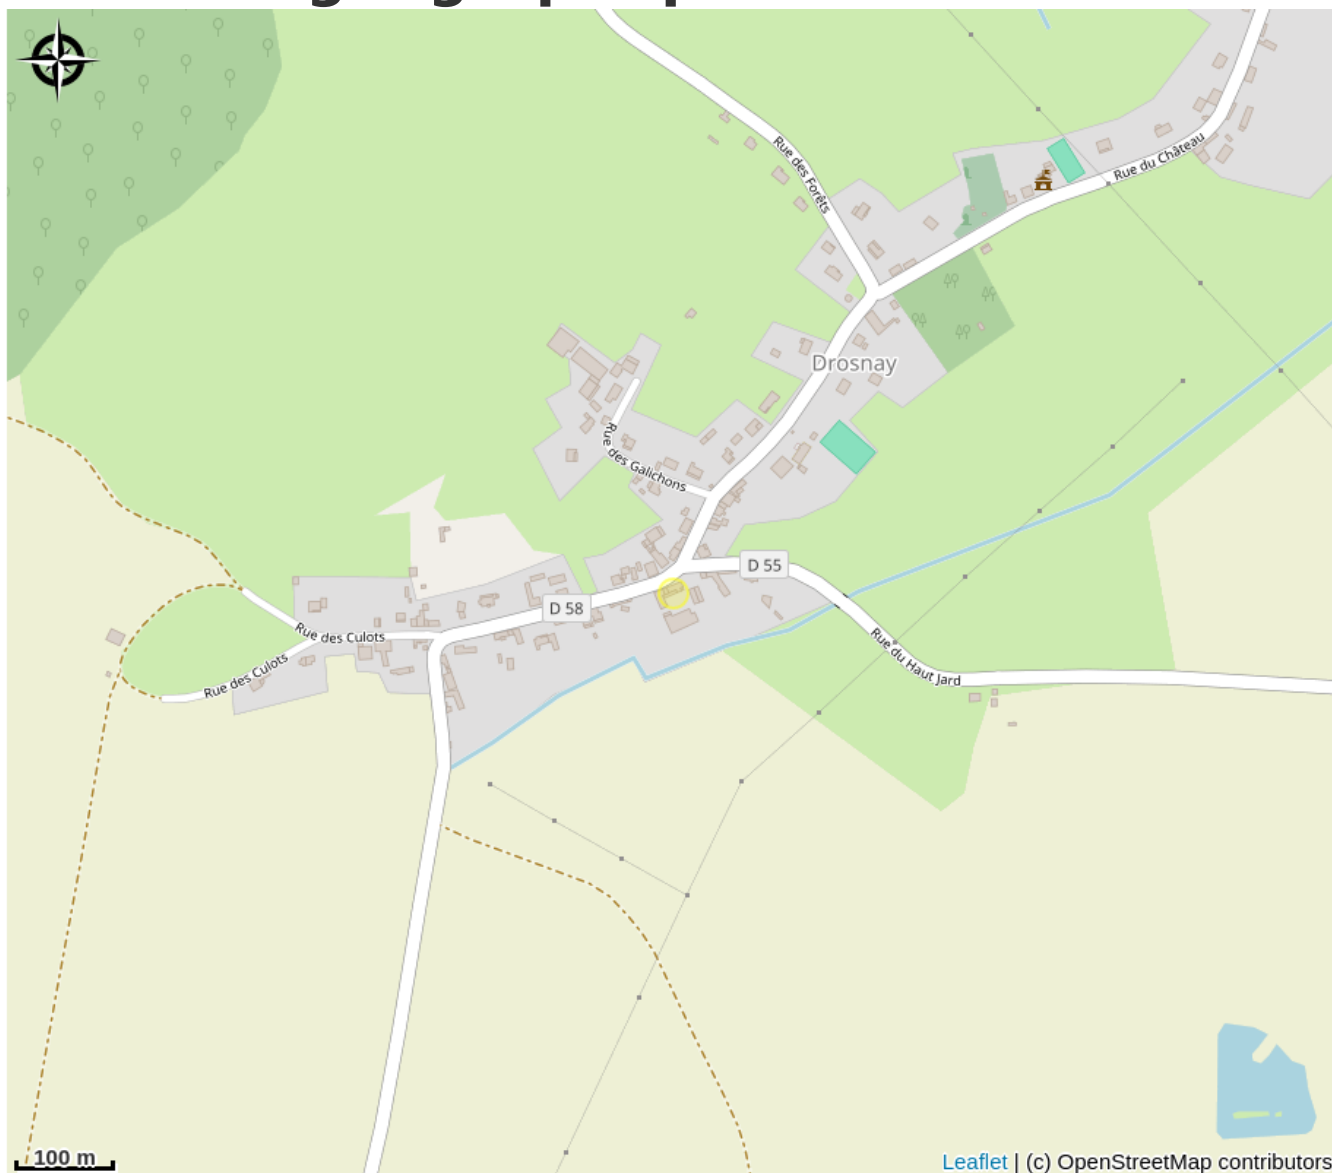 Rue des Forêts
Rue du Château
Drosnay
Rue des Galichons
D 55
D 58
Rue des Culots
Rue des Culots
Rue du Haut Jard
100 m
Leaflet | (c) OpenStreetMap contributors